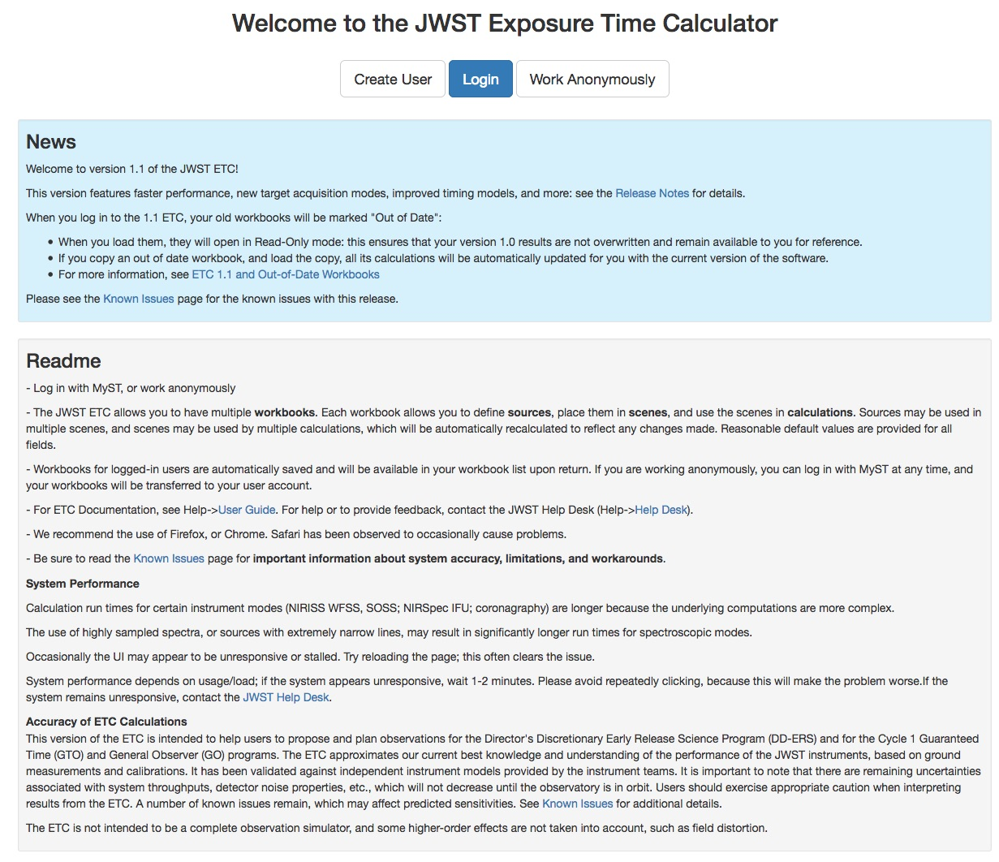 Welcome to the JWST Exposure Time Calculator
Create User Login Work Anonymously
News
Welcome to version 1.1 of the JWST ETC!
This version features faster performance, new target acquisition modes, improved timing models, and more: see the Release Notes for details.
When you log in to the 1.1 ETC, your old workbooks will be marked "Out of Date":
• When you load them, they will open in Read-Only mode: this ensures that your version 1.0 results are not overwritten and remain available to you for reference.
• If you copy an out of date workbook, and load the copy, all its calculations will be automatically updated for you with the current version of the software.
• For more information, see ETC 1.1 and Out-of-Date Workbooks
Please see the Known Issues page for the known issues with this release.
Readme
- Log in with MyST, or work anonymously
- The JWST ETC allows you to have multiple workbooks. Each workbook allows you to define sources, place them in scenes, and use the scenes in calculations. Sources may be used in
multiple scenes, and scenes may be used by multiple calculations, which will be automatically recalculated to reflect any changes made. Reasonable default values are provided for all
fields.
- Workbooks for logged-in users are automatically saved and will be available in your workbook list upon return. If you are working anonymously, you can log in with MyST at any time, and
your workbooks will be transferred to your user account.
- For ETC Documentation, see Help->User Guide. For help or to provide feedback, contact the JWST Help Desk (Help->Help Desk).
- We recommend the use of Firefox, or Chrome. Safari has been observed to occasionally cause problems.
- Be sure to read the Known Issues page for important information about system accuracy, limitations, and workarounds.
System Performance
Calculation run times for certain instrument modes (NIRISS WFSS, SOSS; NIRSpec IFU; coronagraphy) are longer because the underlying computations are more complex.
The use of highly sampled spectra, or sources with extremely narrow lines, may result in significantly longer run times for spectroscopic modes.
Occasionally the UI may appear to be unresponsive or stalled. Try reloading the page; this often clears the issue.
System performance depends on usage/load; if the system appears unresponsive, wait 1-2 minutes. Please avoid repeatedly clicking, because this will make the problem worse.If the
system remains unresponsive, contact the JWST Help Desk.
Accuracy of ETC Calculations
This version of the ETC is intended to help users to propose and plan observations for the Director's Discretionary Early Release Science Program (DD-ERS) and for the Cycle 1 Guaranteed
Time (GTO) and General Observer (GO) programs. The ETC approximates our current best knowledge and understanding of the performance of the JWST instruments, based on ground
measurements and calibrations. It has been validated against independent instrument models provided by the instrument teams. It is important to note that there are remaining uncertainties
associated with system throughputs, detector noise properties, etc., which will not decrease until the observatory is in orbit. Users should exercise appropriate caution when interpreting
results from the ETC. A number of known issues remain, which may affect predicted sensitivities. See Known Issues for additional details.
The ETC is not intended to be a complete observation simulator, and some higher-order effects are not taken into account, such as field distortion.